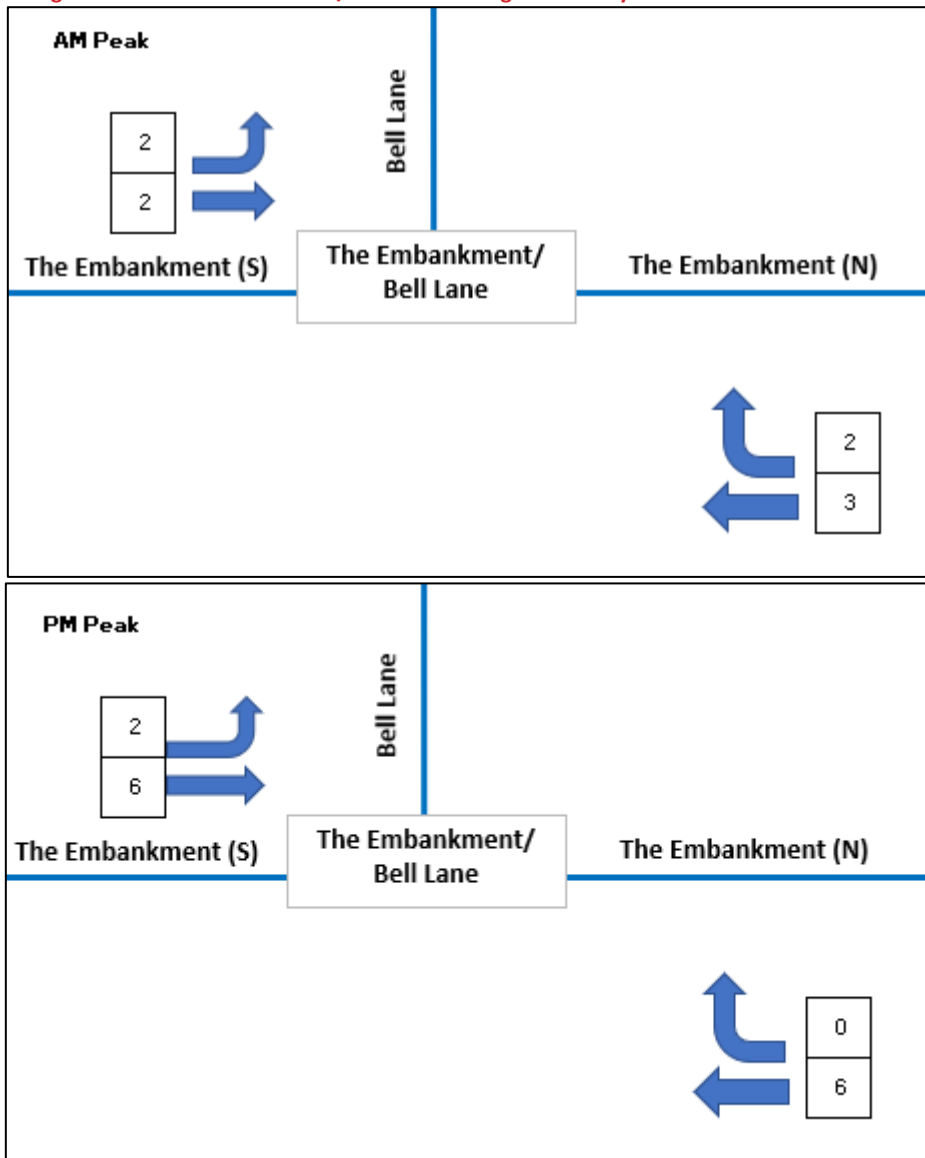 AM Peak
Bell Lane
2
2
The Embankment (S)
The Embankment/
Bell Lane
The Embankment (N)
2
3
PM Peak
Bell Lane
2
6
The Embankment (S)
The Embankment/
Bell Lane
The Embankment (N)
0
6